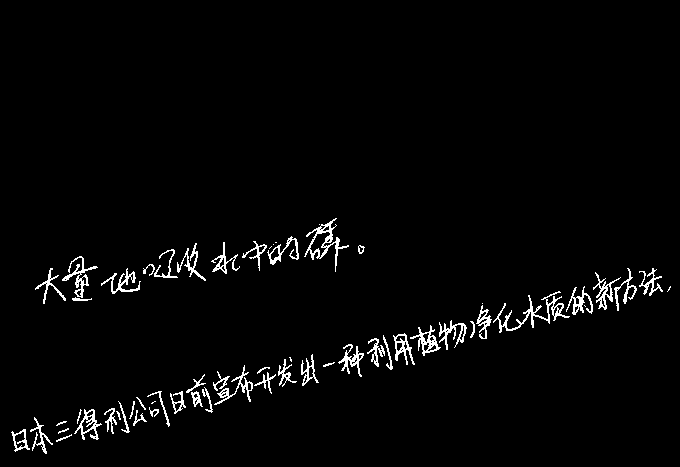 大量地吸收水中的磷。
日本三得利公司日前宣布开发出一种利用植物净化水质的新方法,